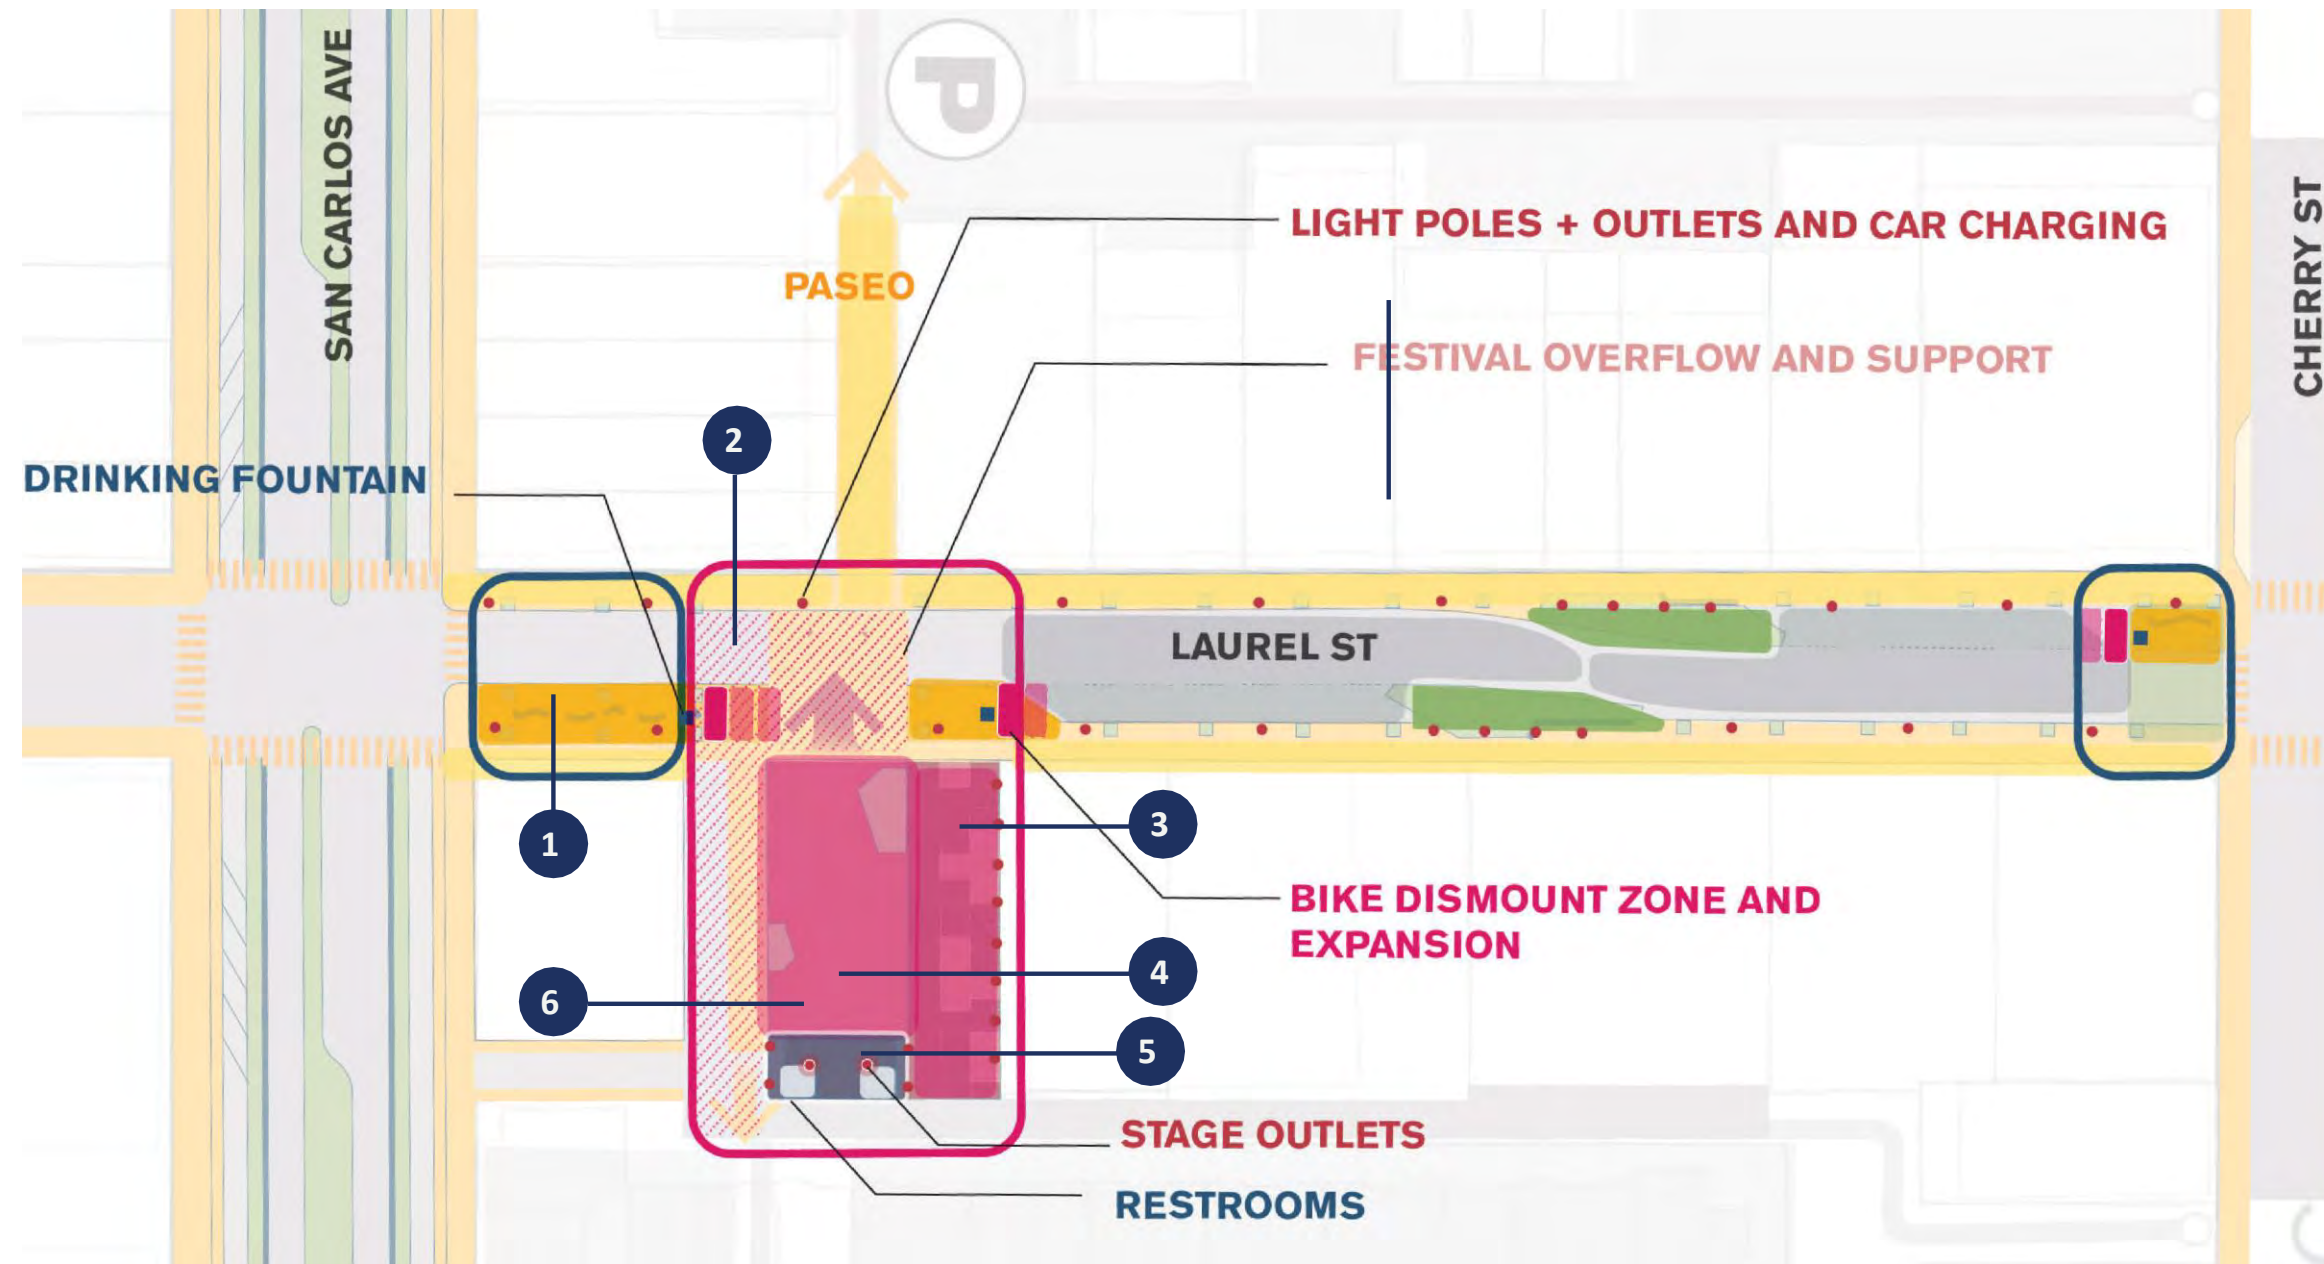 P
SAN CARLOS AVE
CHERRY ST
LIGHT POLES + OUTLETS AND CAR CHARGING
PASEO
FESTIVAL OVERFLOW AND SUPPORT
2
DRINKING FOUNTAIN
LAUREL ST
3
1
BIKE DISMOUNT ZONE AND
EXPANSION
4
6
5
STAGE OUTLETS
RESTROOMS